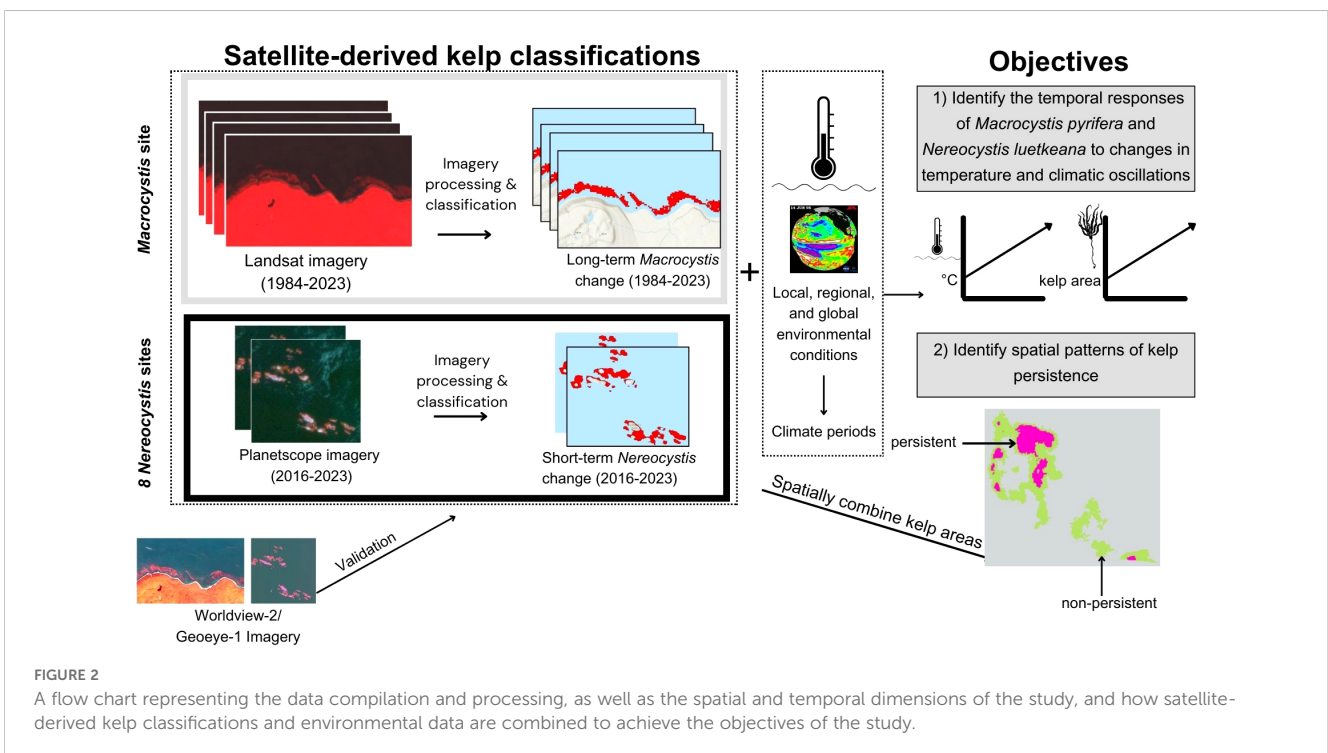 Satellite-derived kelp classifications
Macrocystis site
Imagery
processing &
classification
Landsat imagery
(1984-2023)
Long-term Macrocystis
change (1984-2023)
8 Nereocystis sites
Imagery
processing &
classification
Planetscope imagery
(2016-2023)
Short-term Nereocystis
change (2016-2023)
Validation
Worldview-2/
Geoeye-1 Imagery
+
Local, regional,
and global
environmental
conditions
Climate periods
Objectives
1) Identify the temporal responses
of Macrocystis pyrifera and
Nereocystis luetkeana to changes in
temperature and climatic oscillations
°C
kelp area
2) Identify spatial patterns of kelp
persistence
persistent
Spatially combine kelp areas
non-persistent
FIGURE 2
A flow chart representing the data compilation and processing, as well as the spatial and temporal dimensions of the study, and how satellite-
derived kelp classifications and environmental data are combined to achieve the objectives of the study.